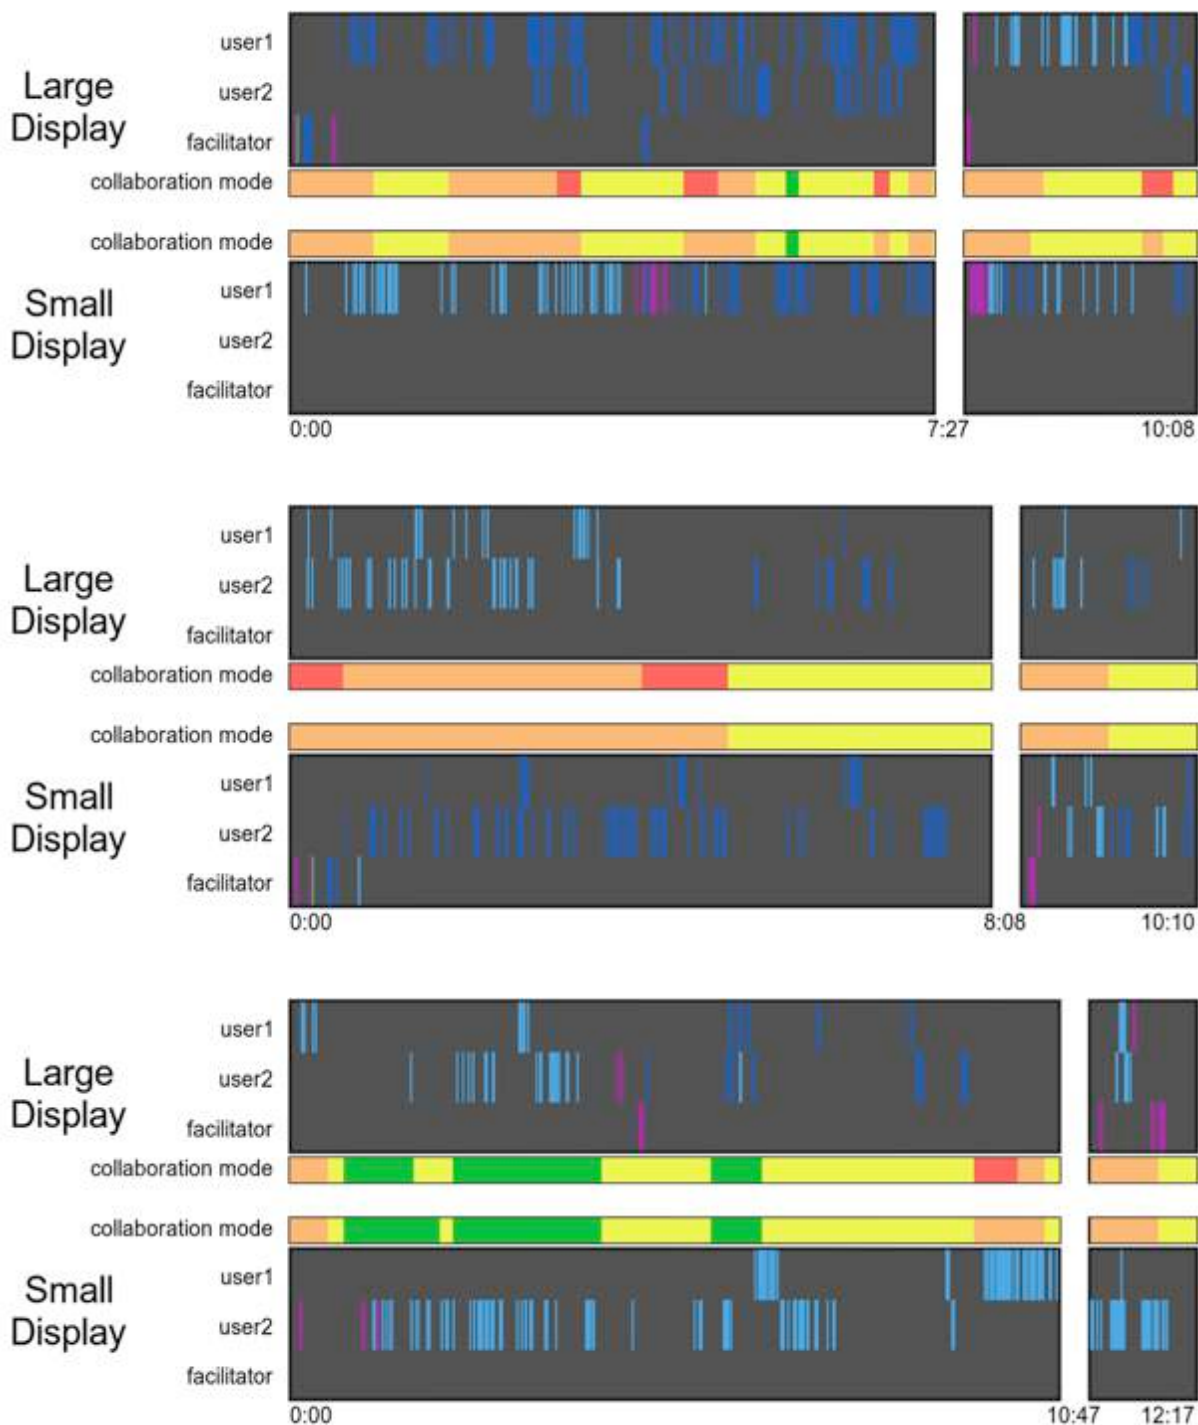 Large
Display
user1
user2
facilitator
collaboration mode
collaboration mode
Small
Display
user1
user2
facilitator
0:00
7:27
10:08
Large
Display
user1
user2
facilitator
collaboration mode
collaboration mode
Small
Display
user1
user2
facilitator
0:00
8:08
10:10
Large
Display
user1
user2
facilitator
collaboration mode
collaboration mode
Small
Display
user1
user2
facilitator
0:00
10:47
12:17